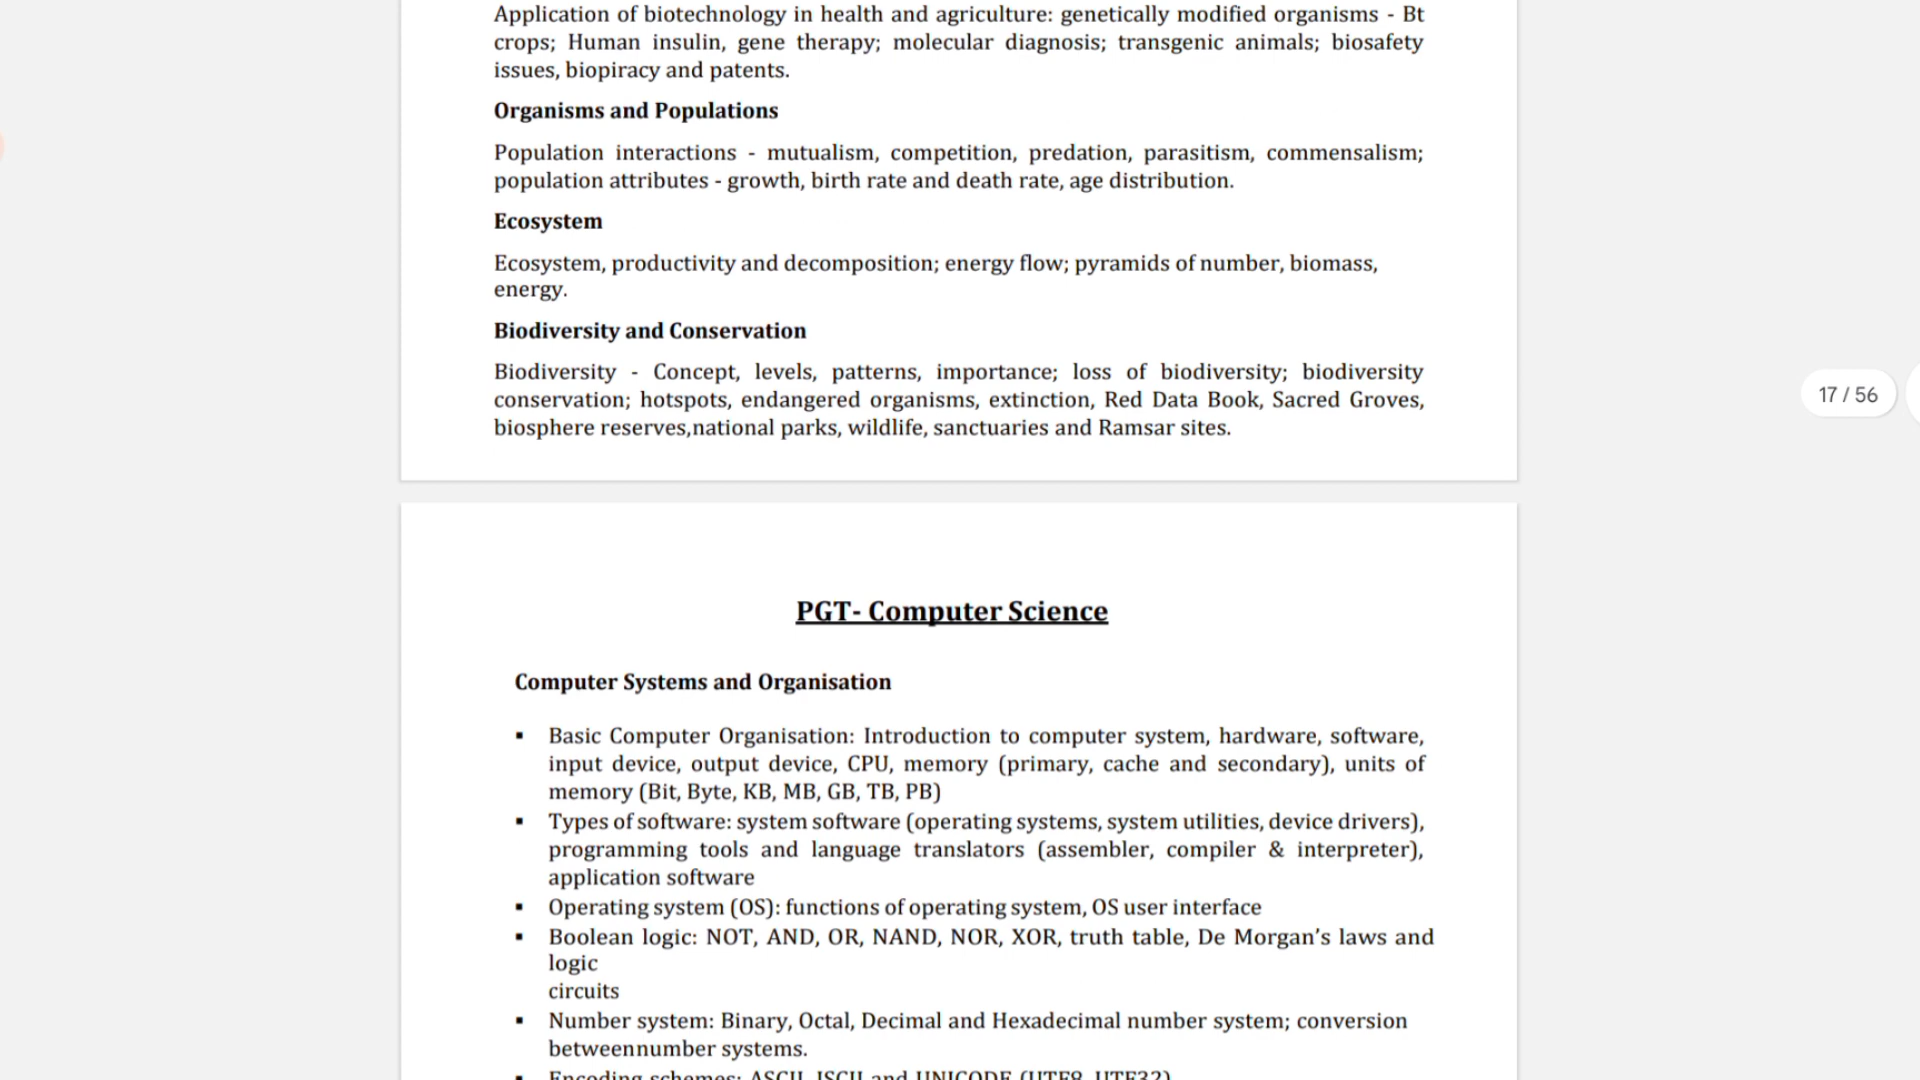 Application of biotechnology in health and agriculture: genetically modified organisms - Bt
crops; Human insulin, gene therapy; molecular diagnosis; transgenic animals; biosafety
issues, biopiracy and patents.
Organisms and Populations
Population interactions - mutualism, competition, predation, parasitism, commensalism;
population attributes - growth, birth rate and death rate, age distribution.
Ecosystem
Ecosystem, productivity and decomposition; energy flow; pyramids of number, biomass,
energy.
Biodiversity and Conservation
Biodiversity - Concept, levels, patterns, importance; loss of biodiversity; biodiversity
conservation; hotspots, endangered organisms, extinction, Red Data Book, Sacred Groves,
biosphere reserves,national parks, wildlife, sanctuaries and Ramsar sites.
17 / 56
PGT- Computer Science
Computer Systems and Organisation
▪ Basic Computer Organisation: Introduction to computer system, hardware, software,
input device, output device, CPU, memory (primary, cache and secondary), units of
memory (Bit, Byte, KB, MB, GB, TB, PB)
▪ Types of software: system software (operating systems, system utilities, device drivers),
programming tools and language translators (assembler, compiler & interpreter),
application software
▪ Operating system (OS): functions of operating system, OS user interface
▪ Boolean logic: NOT, AND, OR, NAND, NOR, XOR, truth table, De Morgan’s laws and
logic
circuits
▪ Number system: Binary, Octal, Decimal and Hexadecimal number system; conversion
betweennumber systems.
▪ Encoding schemes: ASCII, ISCII and UNICODE (UTF8, UTF32)